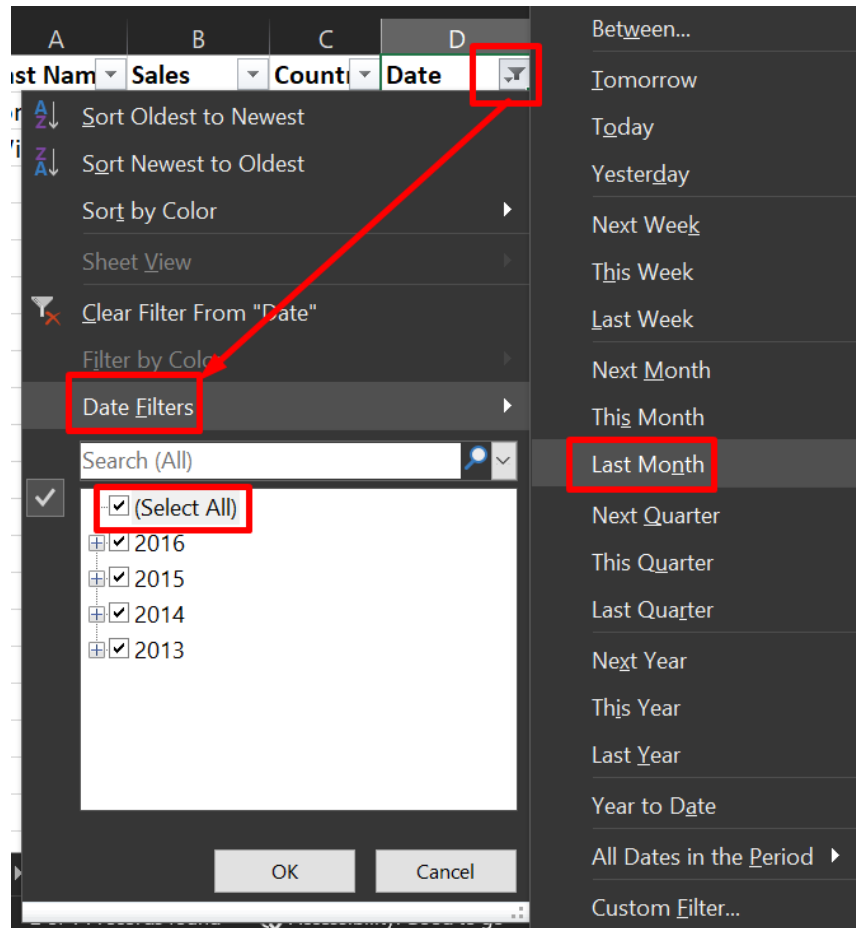 A B C D
st Nam Sales Count Date
Sort Oldest to Newest
Sort Newest to Oldest
Sort by Color
Sheet View
Clear Filter From "Date"
Filter by Colo
Date Filters
Search (All)
(Select All)
2016
2015
2014
2013
OK Cancel
Between...
Tomorrow
Today
Yesterday
Next Week
This Week
Last Week
Next Month
This Month
Last Month
Next Quarter
This Quarter
Last Quarter
Next Year
This Year
Last Year
Year to Date
All Dates in the Period
Custom Filter...